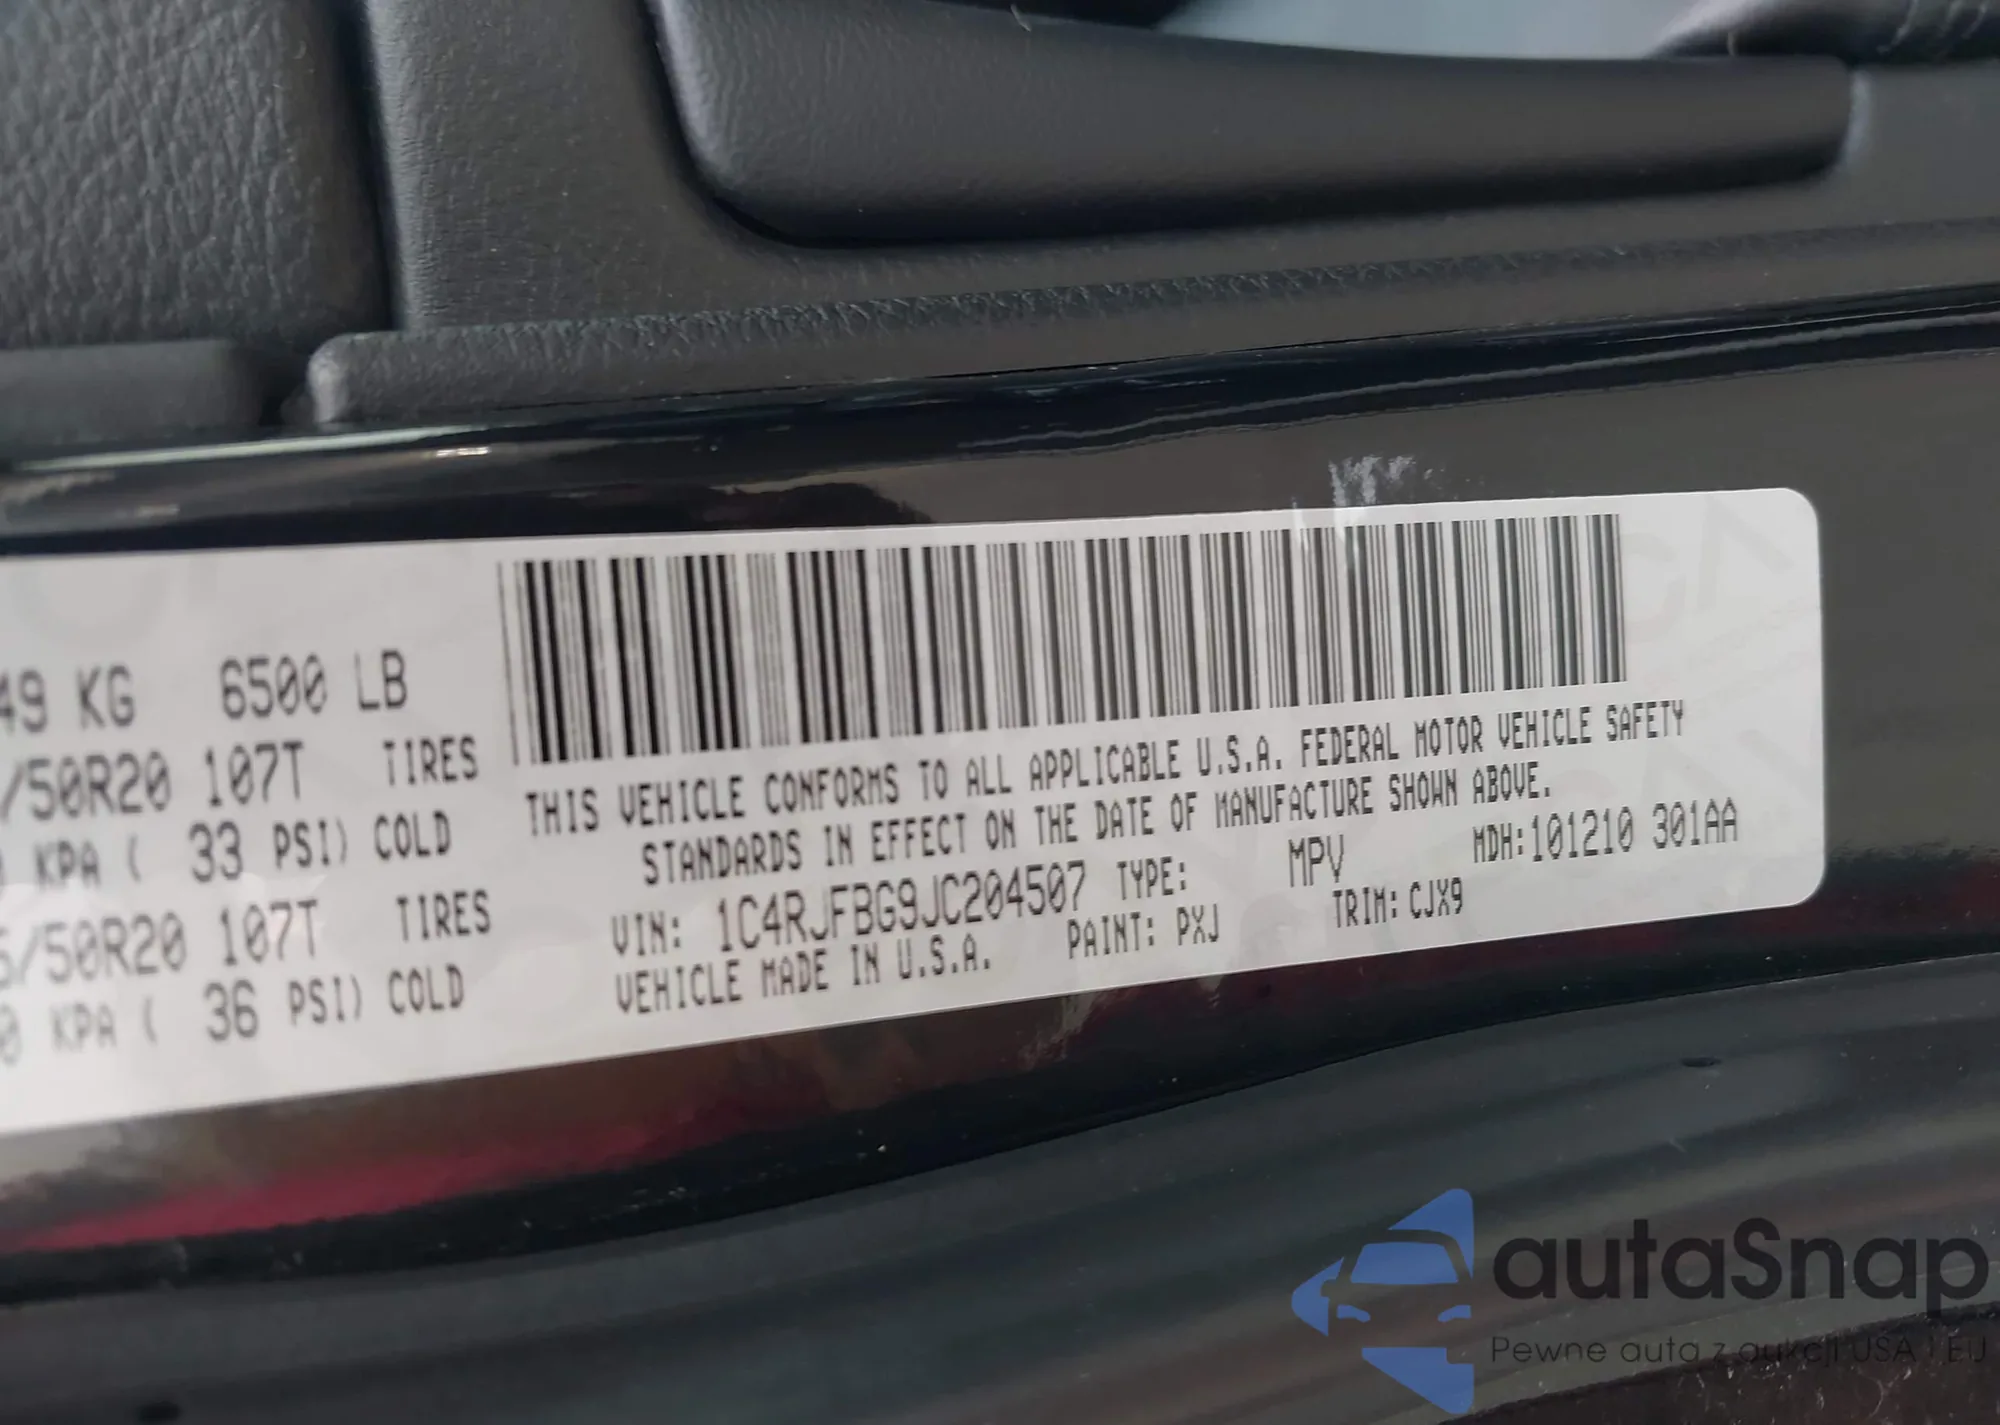 49 KG 6500 LB
/50R20 107T TIRES
KPA ( 33 PSI) COLD
5/50R20 107T TIRES
0 KPA ( 36 PSI) COLD
THIS VEHICLE CONFORMS TO ALL APPLICABLE U.S.A. FEDERAL MOTOR VEHICLE SAFETY
STANDARDS IN EFFECT ON THE DATE OF MANUFACTURE SHOWN ABOVE.
VIN: 1C4RJFBG9JC204507 TYPE: MPV MDH:101210 301AA
VEHICLE MADE IN U.S.A. PAINT: PXJ TRIM: CJX9
autaSnap
Pewne auta z aukcji USA i EU